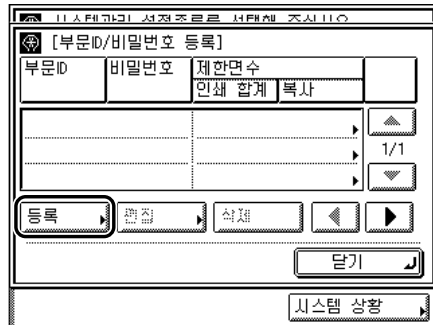 [부문ID/비밀번호 등록]
부문ID 비밀번호 제한면수
인쇄 합계 복사
1/1
등록 편집 삭제
닫기
시스템 상황